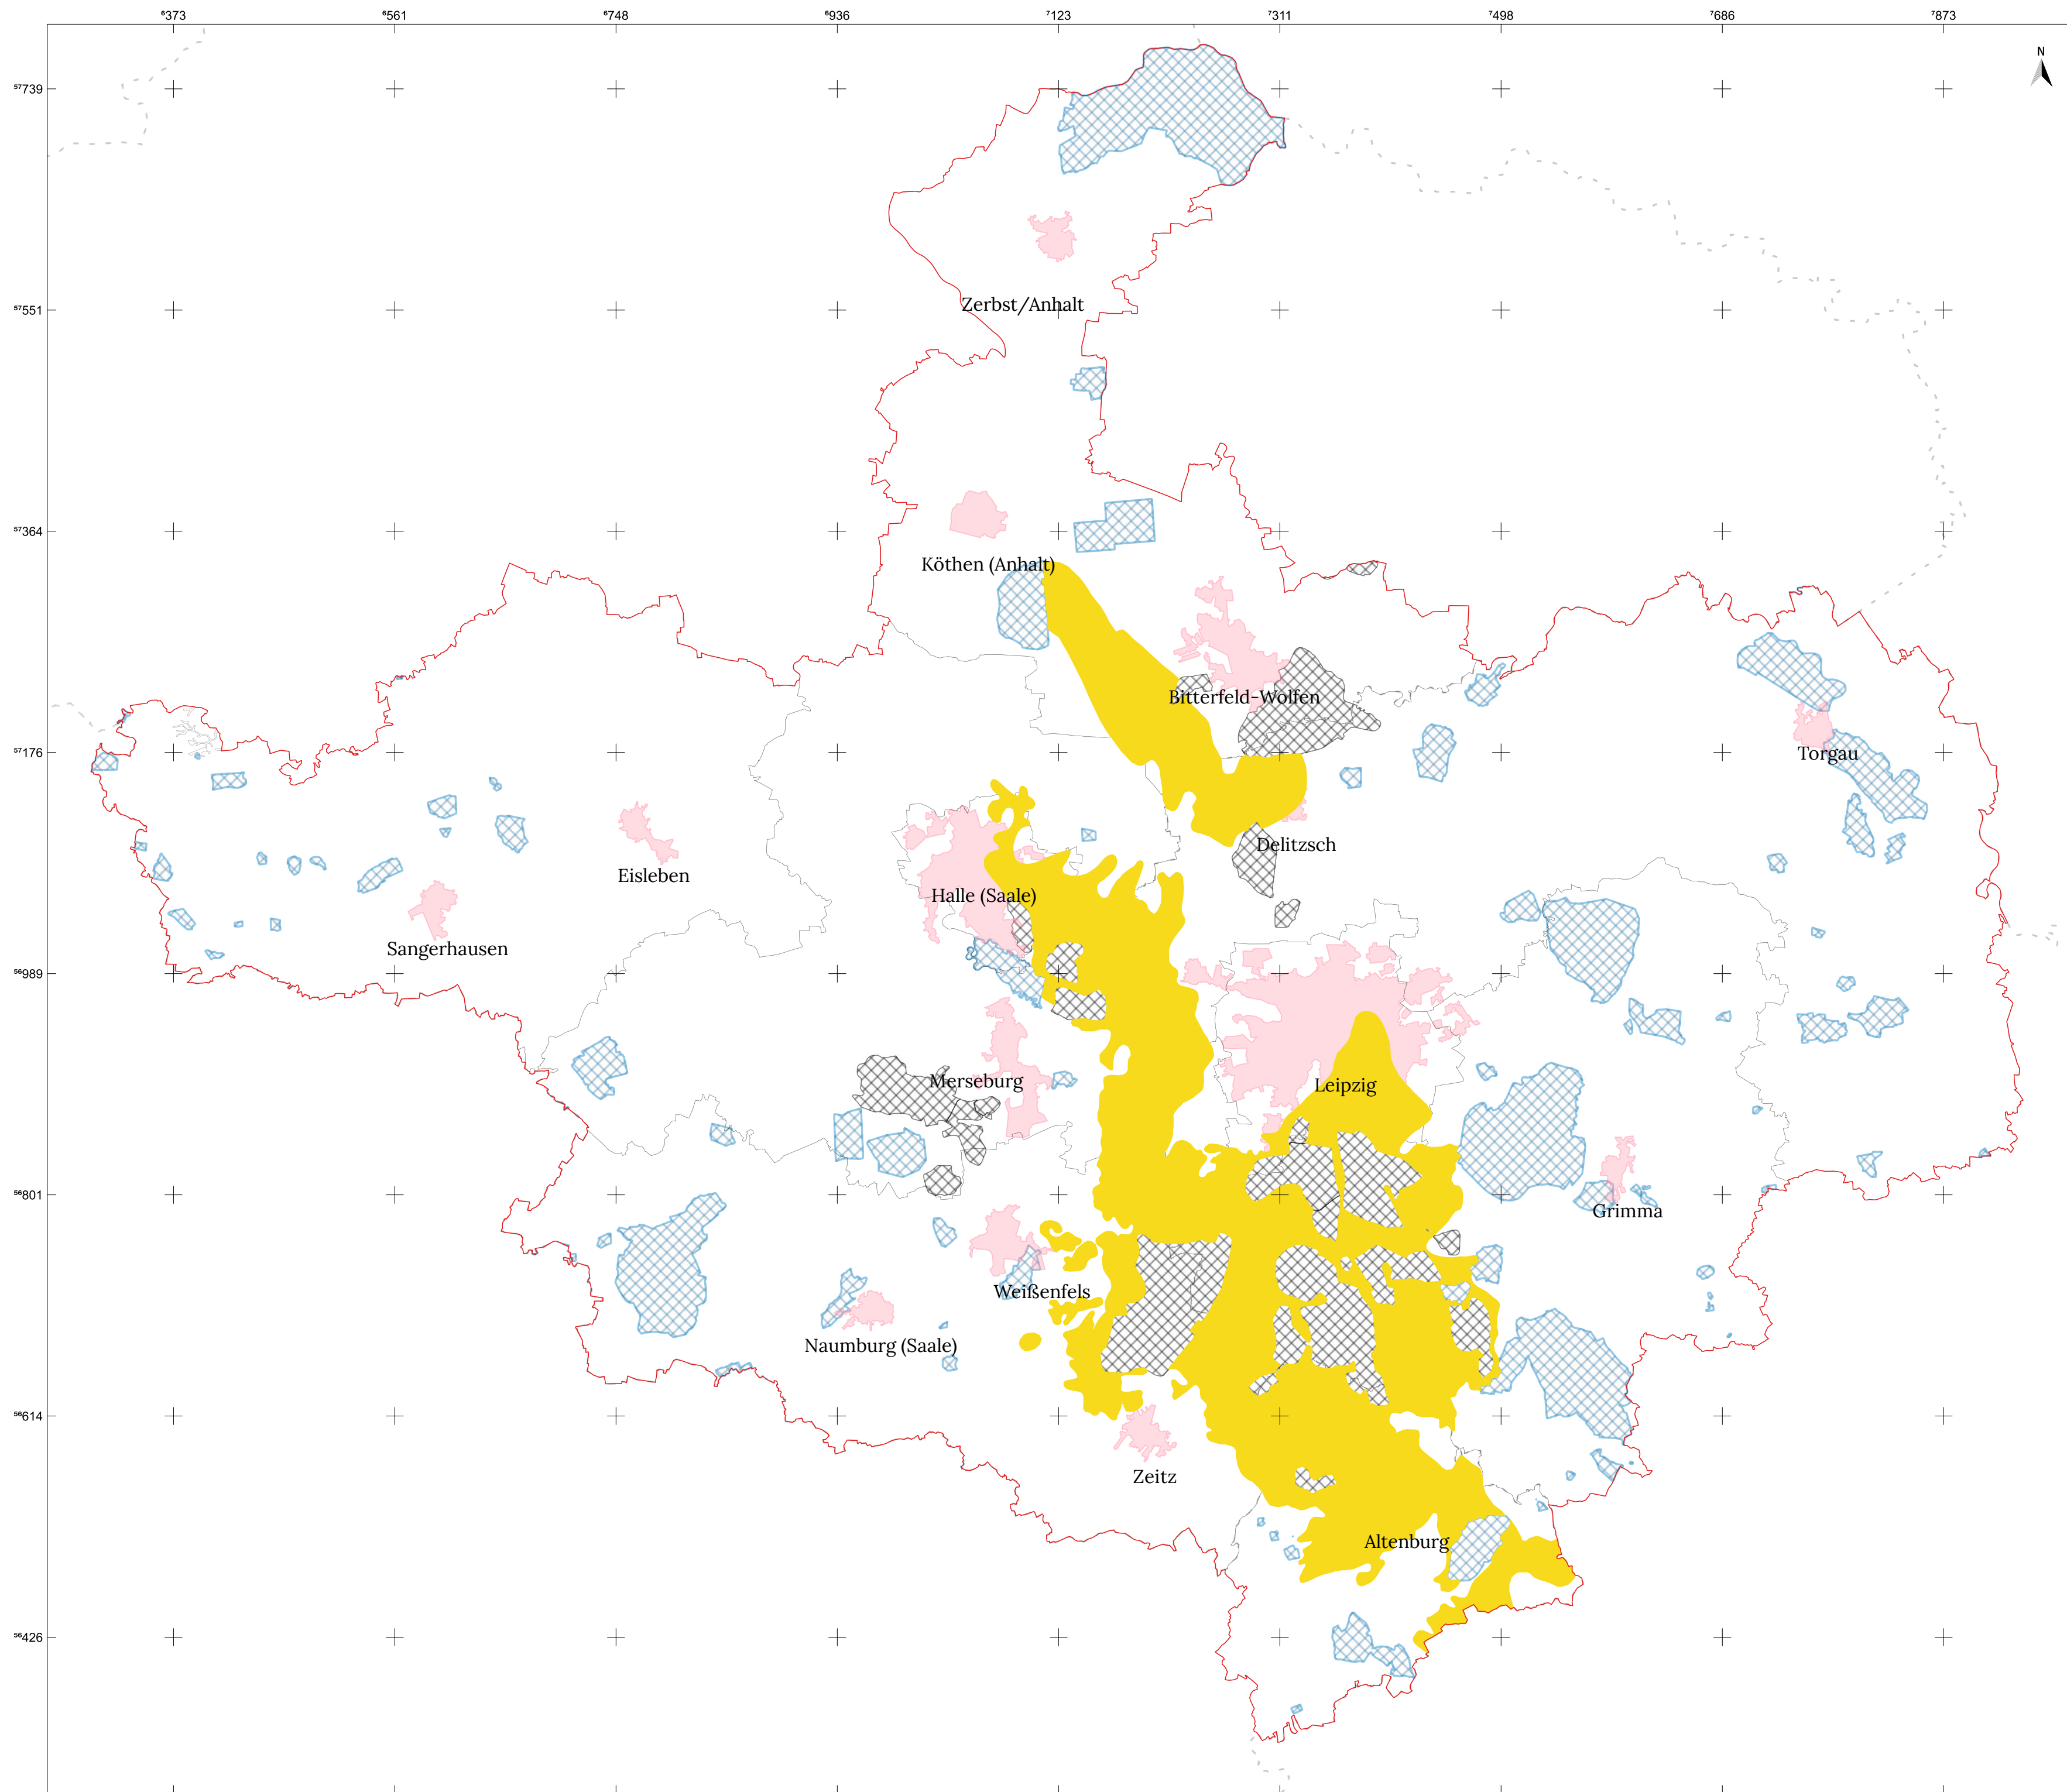 6373 6561 6748 6936 7123 7311 7498 7686 7873
N
57739
57551
57364
57176
56989
56801
56614
56426
Zerbst/Anhalt
Köthen (Anhalt)
Bitterfeld-Wolfen
Torgau
Delitzsch
Eisleben
Halle (Saale)
Sangerhausen
Merseburg
Leipzig
Grimma
Weißenfels
Naumburg (Saale)
Zeitz
Altenburg